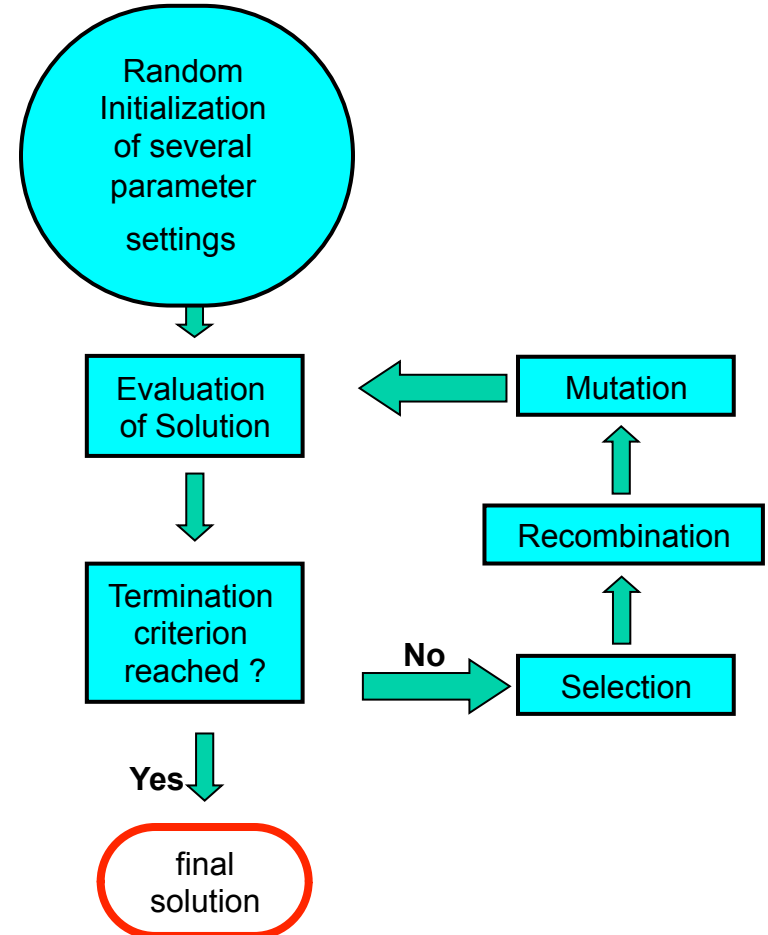 Random
Initialization
of several
parameter
settings
Evaluation
of Solution
Termination
criterion
reached ?
No
Selection
Recombination
Mutation
Yes
final
solution